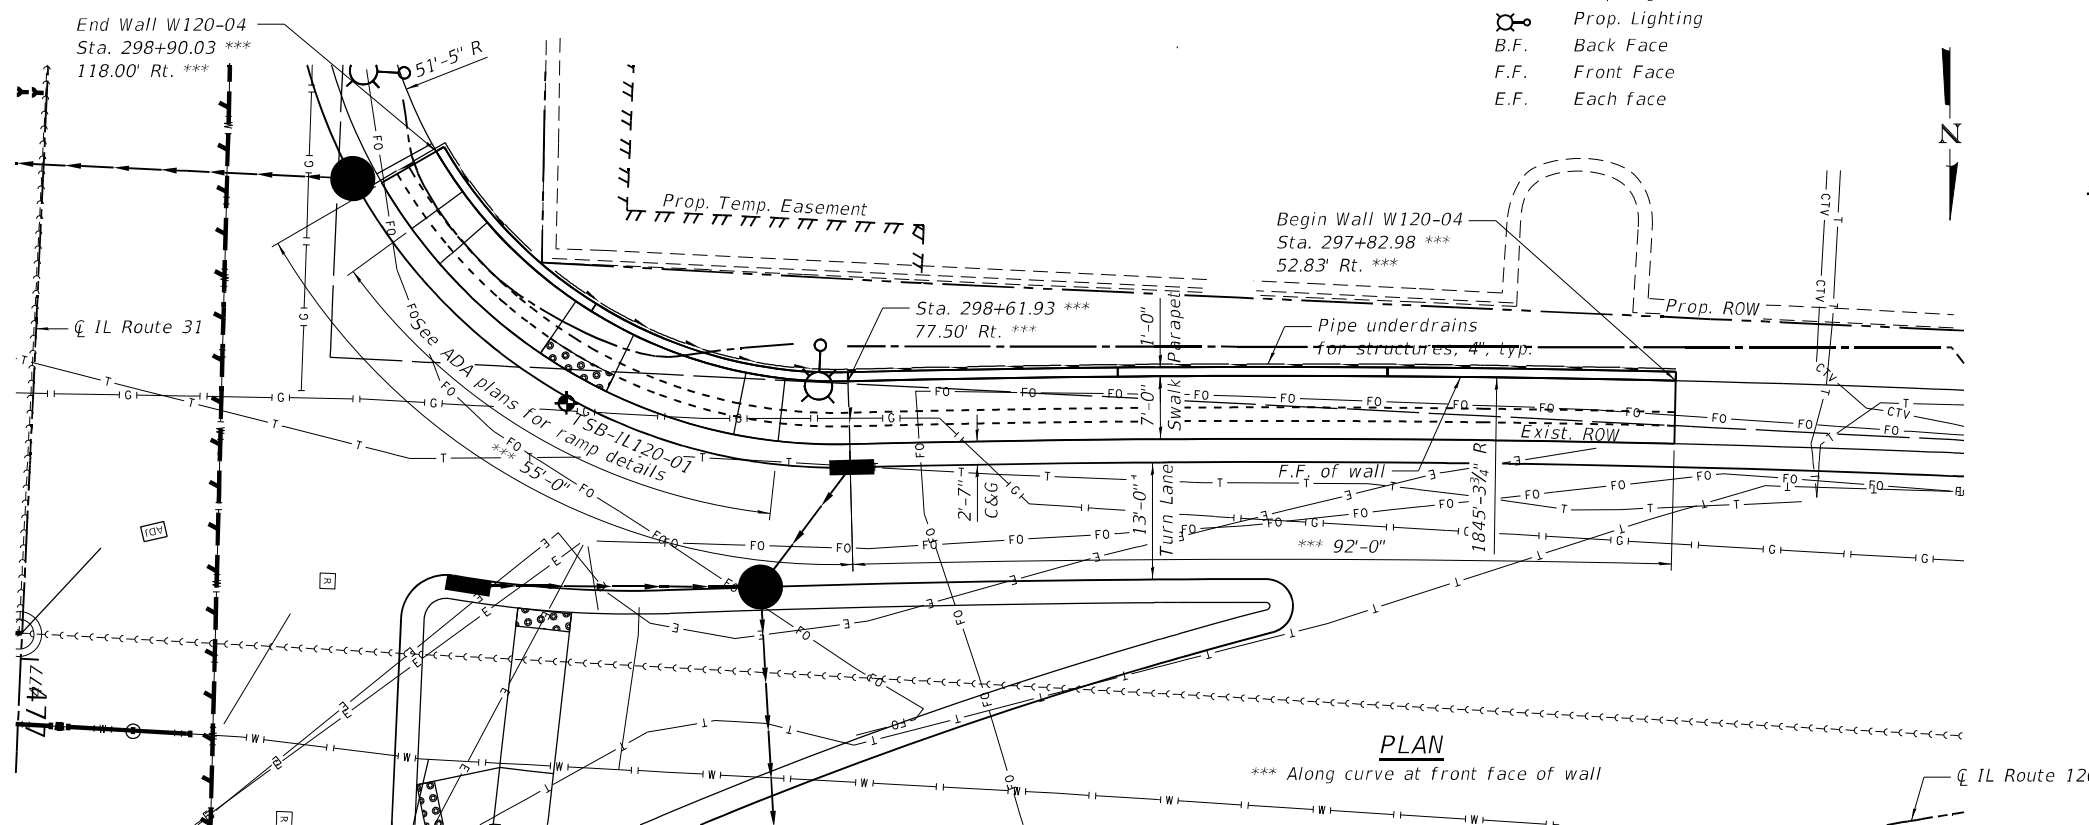 End Wall W120-04
Sta. 298+90.03 ***
118.00' Rt. ***
51'-5" R
Prop. Lighting
B.F. Back Face
F.F. Front Face
E.F. Each face
N
Prop. Temp. Easement
Begin Wall W120-04
Sta. 297+82.98 ***
52.83' Rt. ***
Prop. ROW
℄ IL Route 31
Sta. 298+61.93 ***
77.50' Rt. ***
1'-0"
Parapet
Pipe underdrains
for structures, 4", typ.
See ADA plans for
ramp details
TSB-IL120-01
*** 55'-0"
7'-0"
Swalk
Exist. ROW
F.F. of wall
2'-7"
C&G
13'-0"
Turn Lane
1845'-3¾" R
*** 92'-0"
ADJ
R
R
PLAN
*** Along curve at front face of wall
℄ IL Route 120